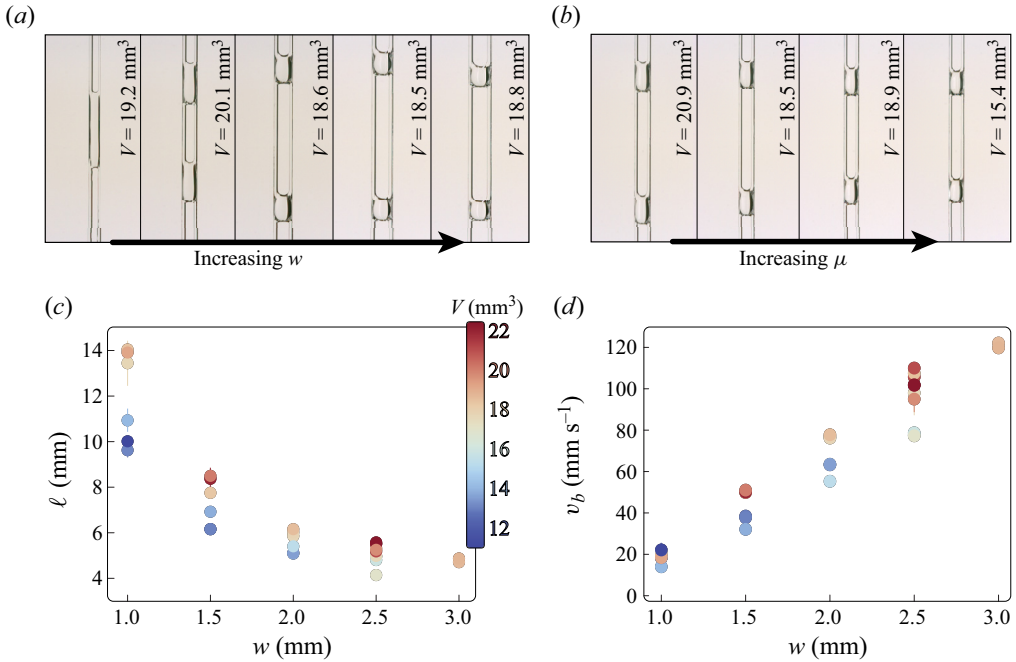 (a)
V = 19.2 mm³
V = 20.1 mm³
V = 18.6 mm³
V = 18.5 mm³
V = 18.8 mm³
Increasing w
(b)
V = 20.9 mm³
V = 18.5 mm³
V = 18.9 mm³
V = 15.4 mm³
Increasing μ
(c)
V (mm³)
22
20
18
16
14
12
14
12
10
8
6
4
ℓ (mm)
1.0 1.5 2.0 2.5 3.0
w (mm)
(d)
120
100
80
60
40
20
0
v_b (mm s⁻¹)
1.0 1.5 2.0 2.5 3.0
w (mm)